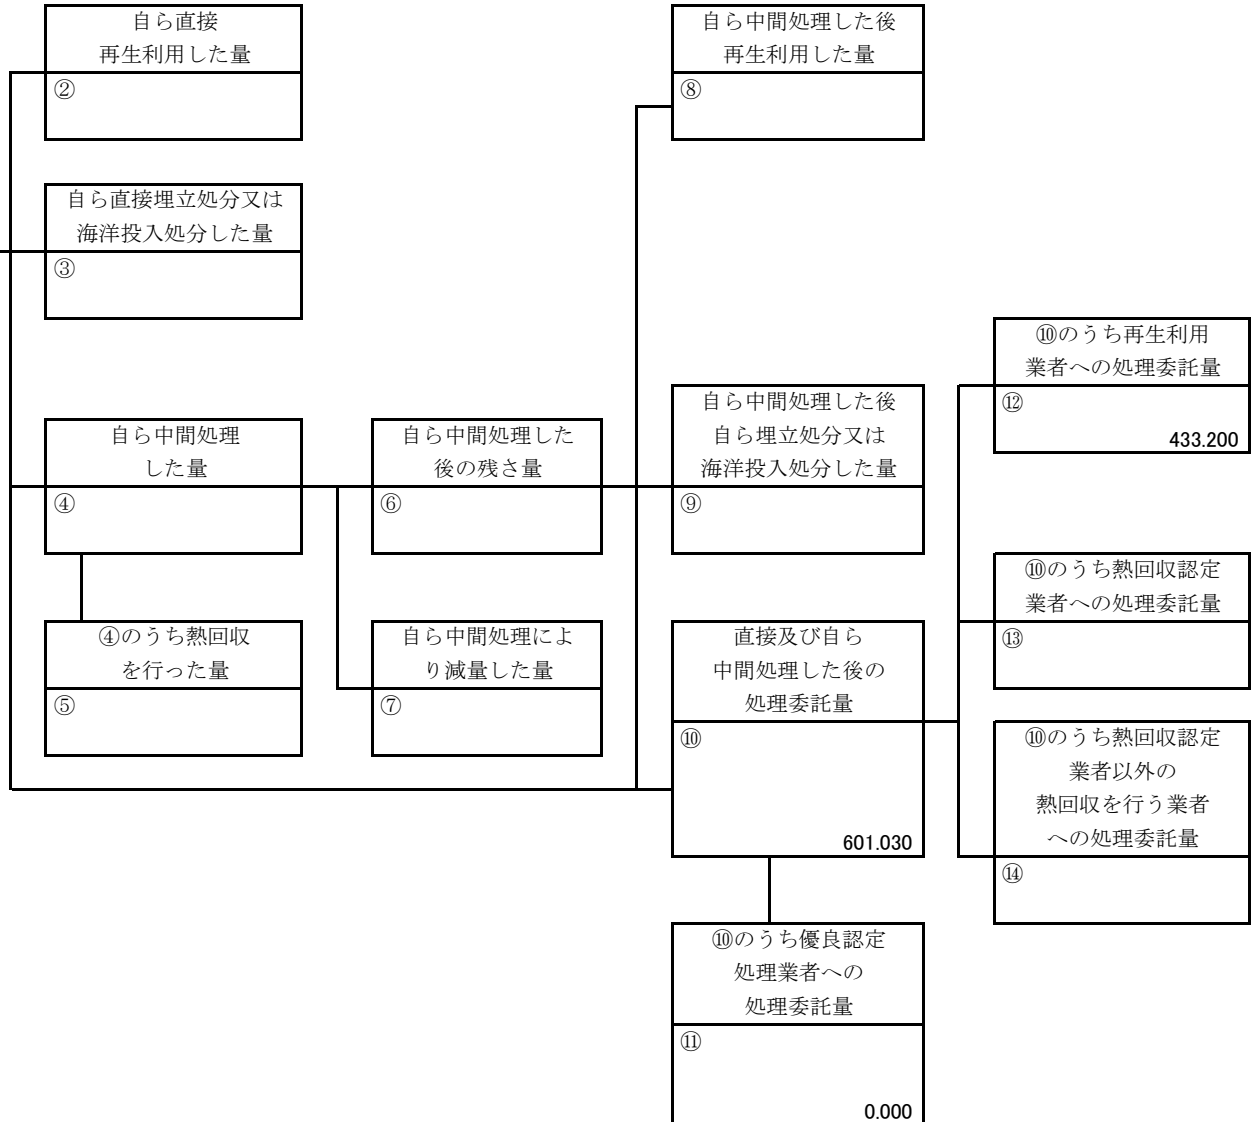 自ら直接
再生利用した量
②
自ら中間処理した後
再生利用した量
⑧
自ら直接埋立処分又は
海洋投入処分した量
③
⑩のうち再生利用
業者への処理委託量
⑫
433.200
自ら中間処理
した量
④
自ら中間処理した
後の残さ量
⑥
自ら中間処理した後
自ら埋立処分又は
海洋投入処分した量
⑨
⑩のうち熱回収認定
業者への処理委託量
⑬
④のうち熱回収
を行った量
⑤
自ら中間処理によ
り減量した量
⑦
直接及び自ら
中間処理した後の
処理委託量
⑩
601.030
⑩のうち熱回収認定
業者以外の
熱回収を行う業者
への処理委託量
⑭
⑩のうち優良認定
処理業者への
処理委託量
⑪
0.000